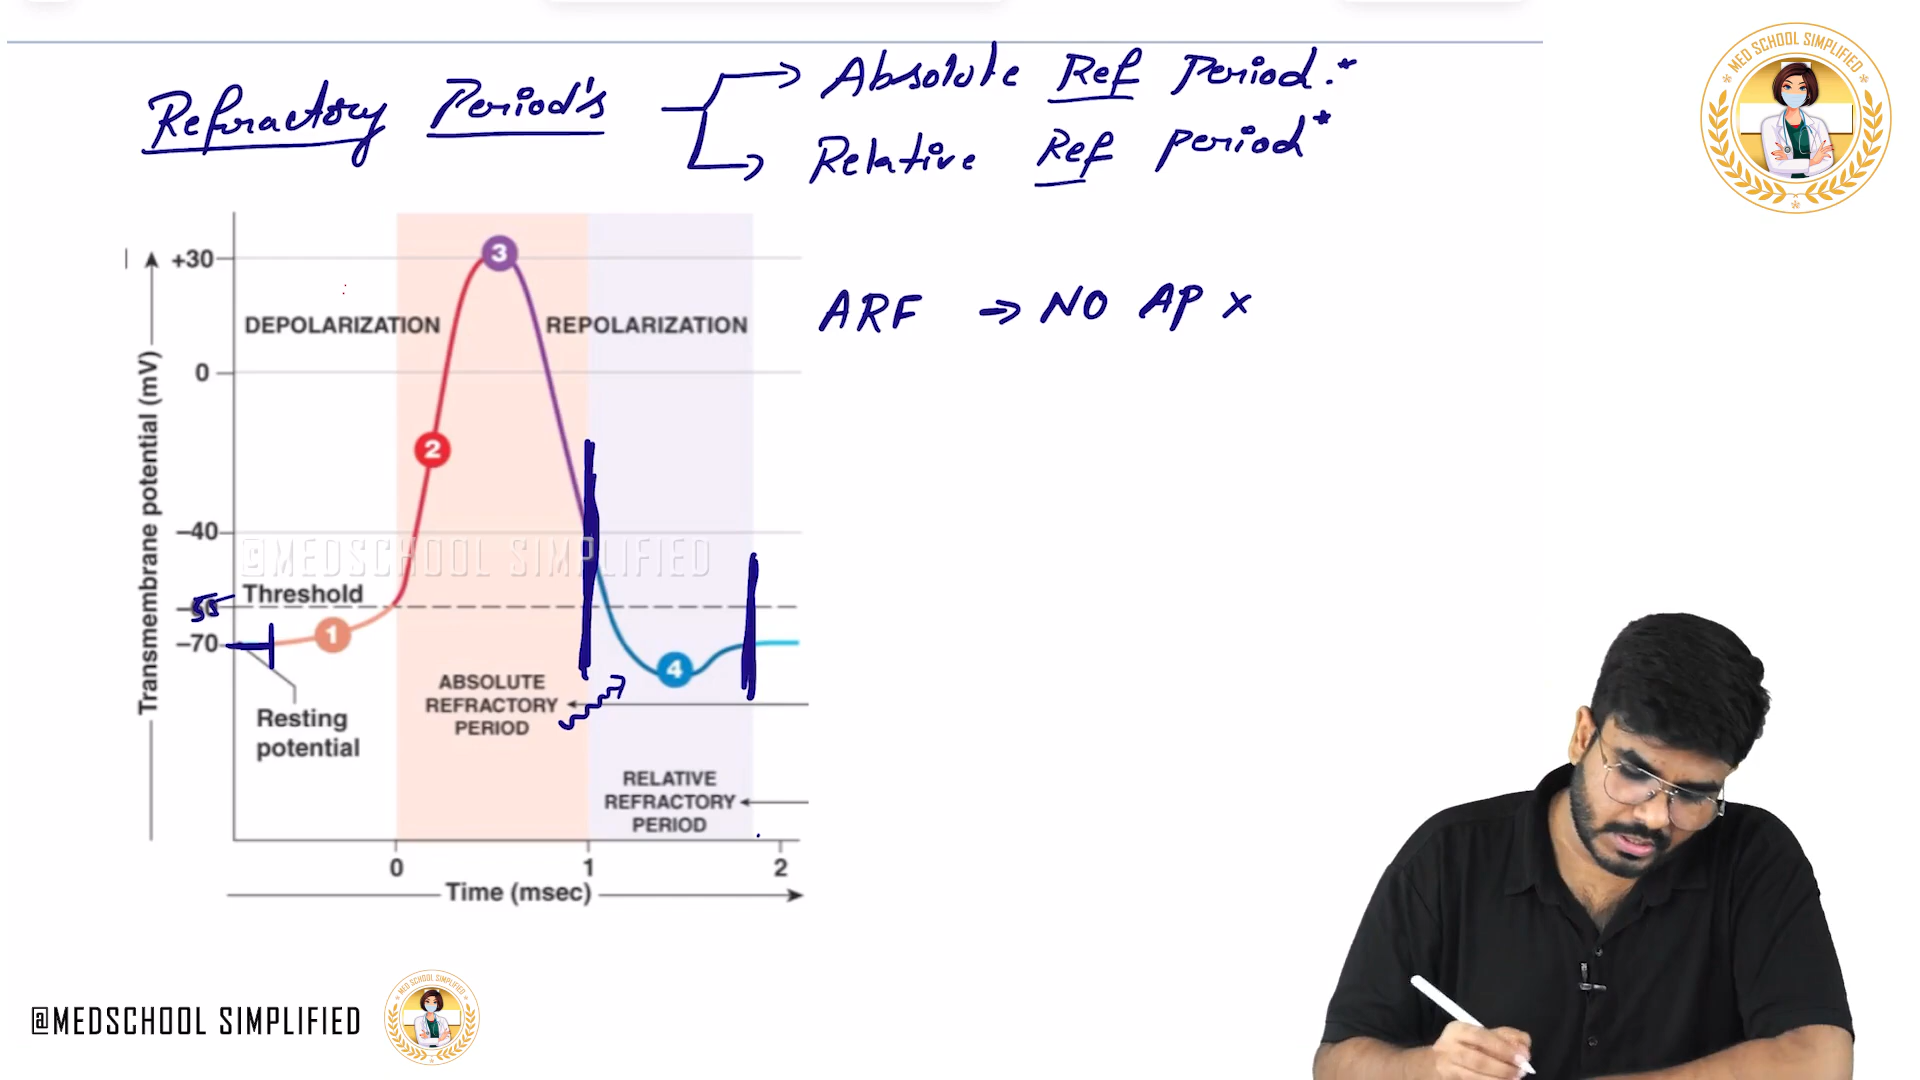 Refractory Period's
Absolute Ref Period.*
Relative Ref period*
MED SCHOOL SIMPLIFIED
ARF → NO AP x
+30
DEPOLARIZATION
REPOLARIZATION
0
Transmembrane potential (mV)
-40
@MEDSCHOOL SIMPLIFIED
Threshold
55
-70
1
2
3
4
Resting
potential
ABSOLUTE
REFRACTORY
PERIOD
RELATIVE
REFRACTORY
PERIOD
0 1 2
Time (msec)
@MEDSCHOOL SIMPLIFIED
MED SCHOOL SIMPLIFIED